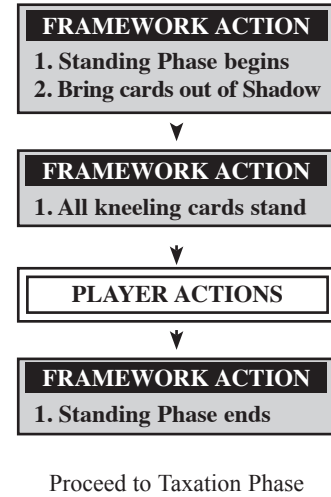 FRAMEWORK ACTION
1. Standing Phase begins
2. Bring cards out of Shadow
FRAMEWORK ACTION
1. All kneeling cards stand
PLAYER ACTIONS
FRAMEWORK ACTION
1. Standing Phase ends
Proceed to Taxation Phase